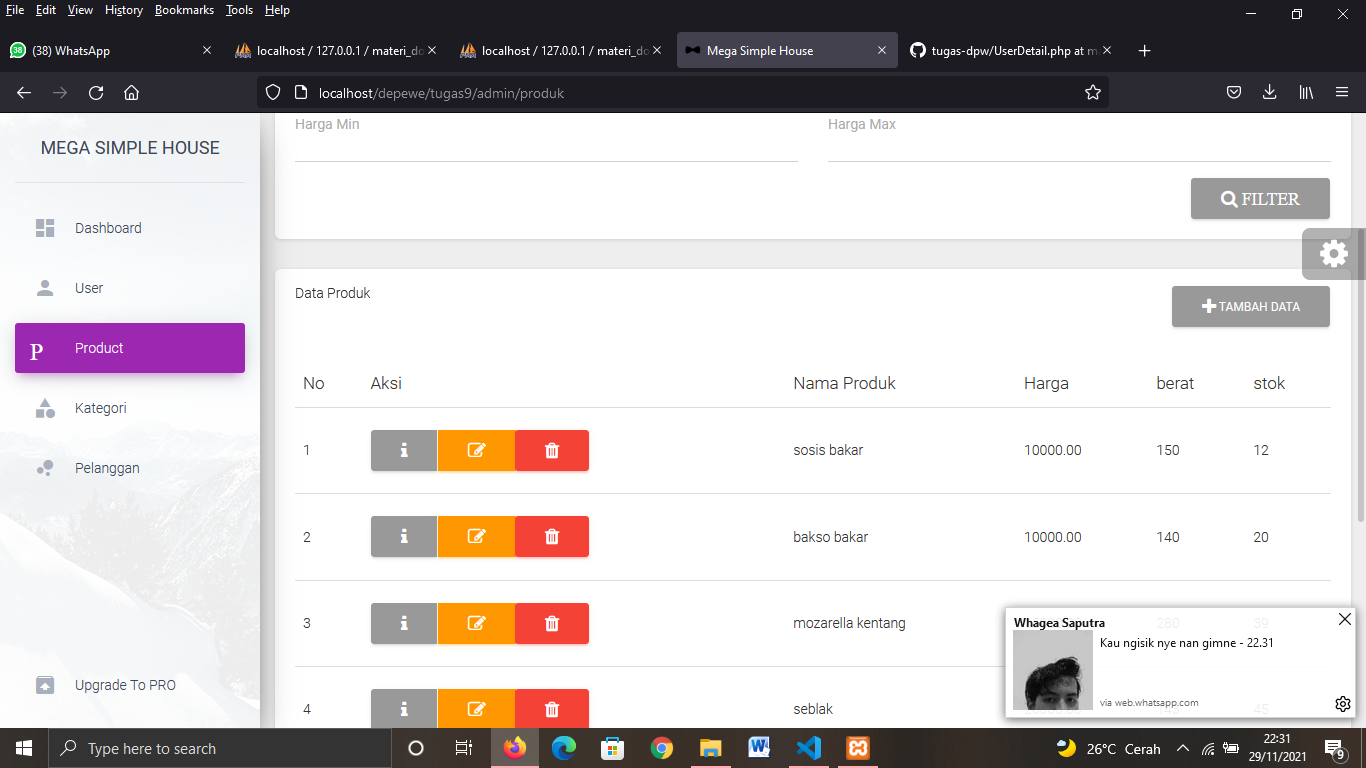 File Edit View History Bookmarks Tools Help
38 (38) WhatsApp
localhost / 127.0.0.1 / materi_do
localhost / 127.0.0.1 / materi_do
Mega Simple House
tugas-dpw/UserDetail.php at m
localhost/depewe/tugas9/admin/produk
MEGA SIMPLE HOUSE
Dashboard
User
P Product
Kategori
Pelanggan
Upgrade To PRO
Harga Min Harga Max
FILTER
Data Produk
TAMBAH DATA
No Aksi Nama Produk Harga berat stok
1 sosis bakar 10000.00 150 12
2 bakso bakar 10000.00 140 20
3 mozarella kentang 280 39
4 seblak 45
Whagea Saputra
Kau ngisik nye nan gimne - 22.31
via web.whatsapp.com
Type here to search
26°C Cerah
22:31
29/11/2021
9